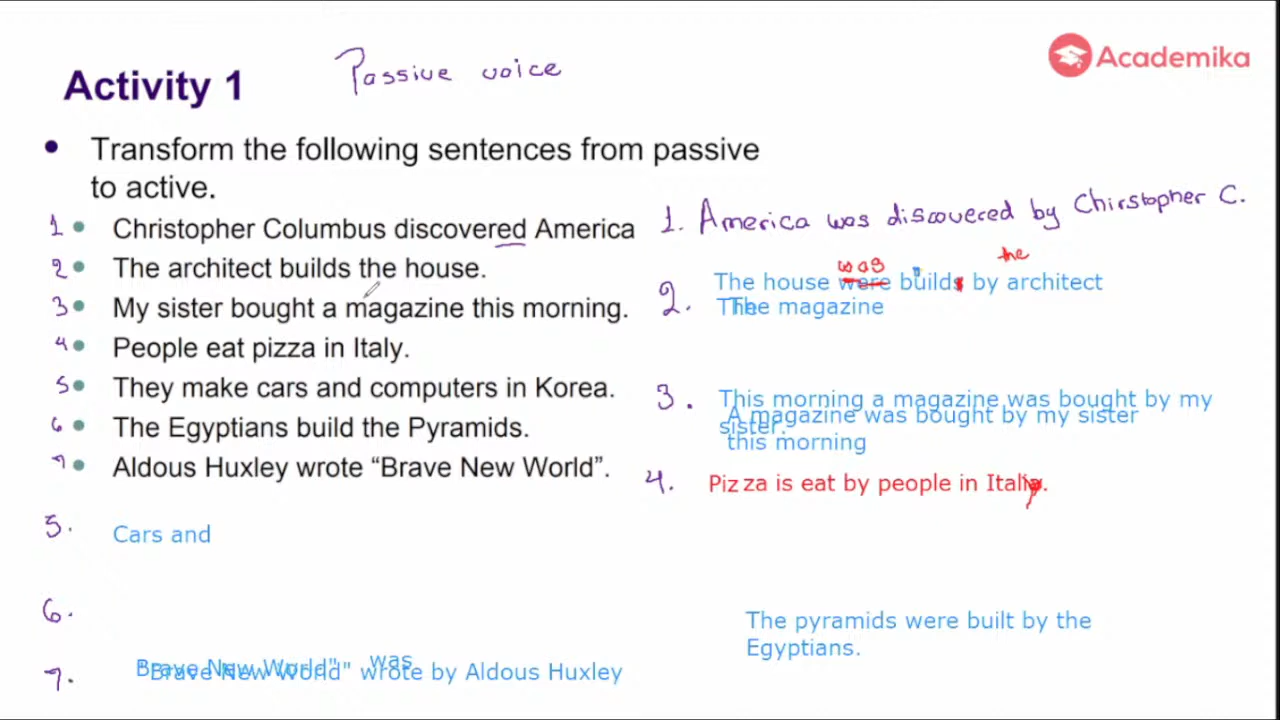 Passive voice
Academika
Activity 1
Transform the following sentences from passive
to active.
1 Christopher Columbus discovered America
2 The architect builds the house.
3 My sister bought a magazine this morning.
4 People eat pizza in Italy.
5 They make cars and computers in Korea.
6 The Egyptians build the Pyramids.
7 Aldous Huxley wrote “Brave New World”.
1. America was discovered by Chirstopher C.
was the
2. The house were builds by architect
The The magazine
3. This morning a magazine was bought by my
sister.
A magazine was bought by my sister
this morning
4. Pizza is eat by people in Italy.
5. Cars and
6. The pyramids were built by the
Egyptians.
7. Brave New World" was
"Brave New World" wrote by Aldous Huxley